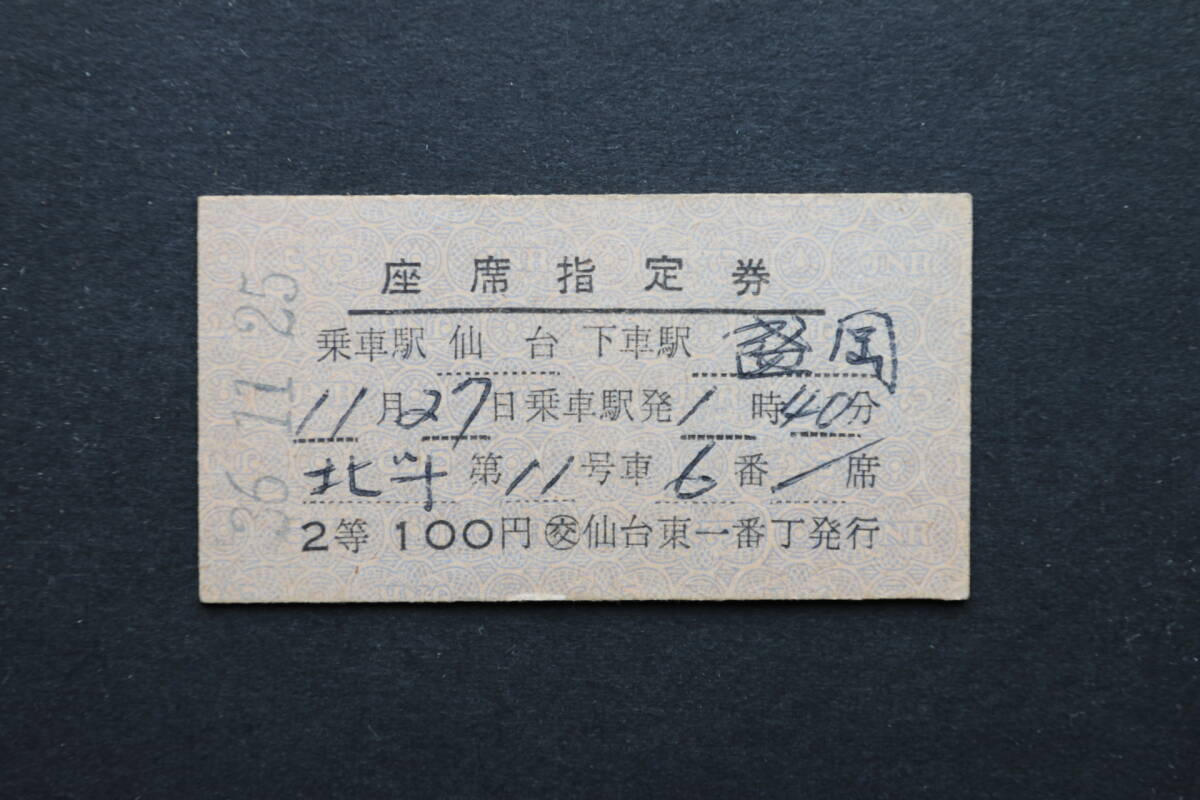 36 11 25
座席指定券
乗車駅 仙台 下車駅 盛岡
11月27日乗車駅発1時40分
北斗 第11号車6番 席
2等 100円 ㊋仙台東一番丁発行